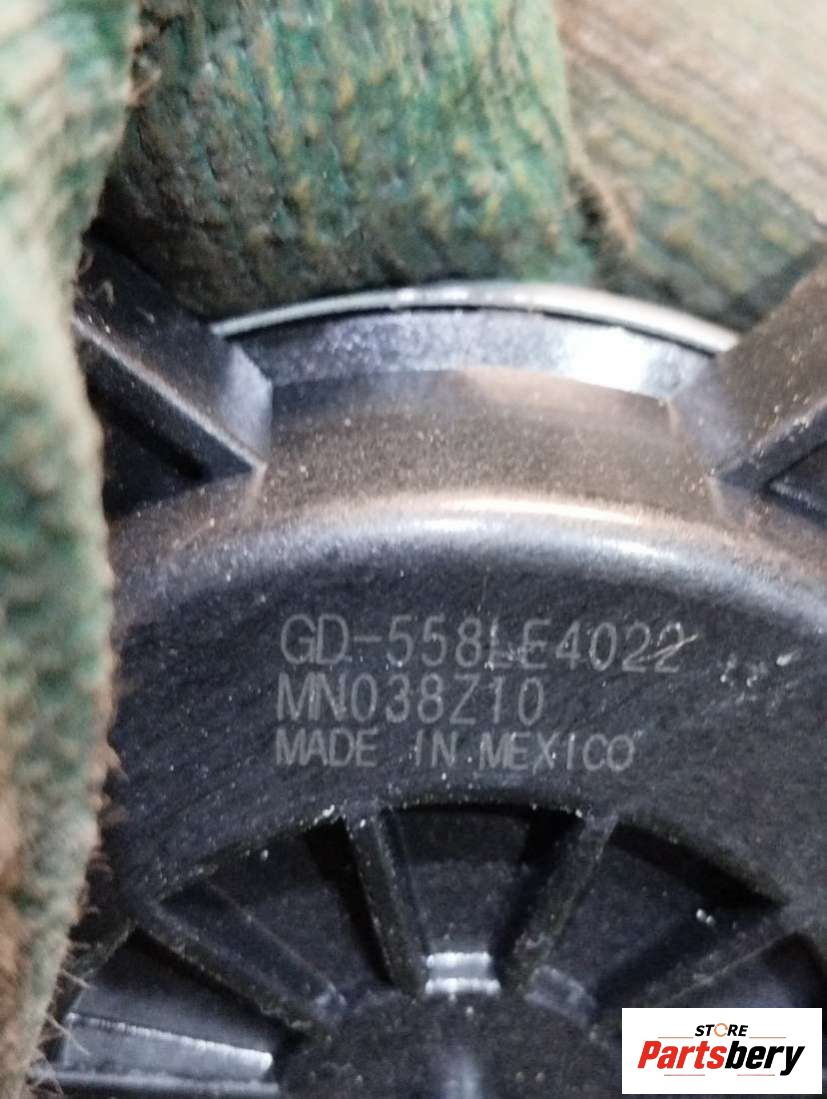 GD-558LE4022
MN038Z10
MADE IN MEXICO
STORE
Partsbery